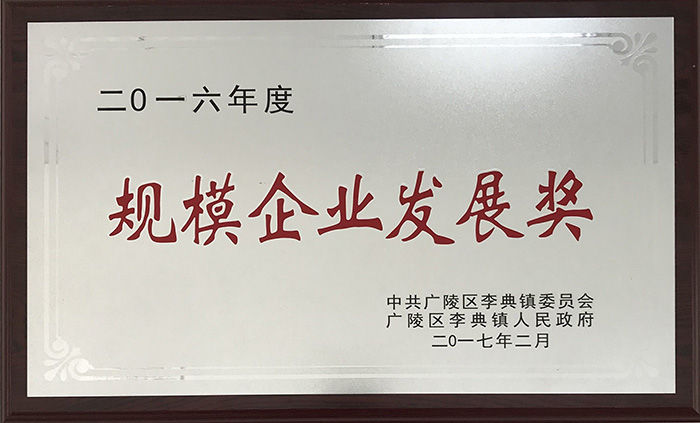 二0一六年度
规模企业发展奖
中共广陵区李典镇委员会
广陵区李典镇人民政府
二0一七年二月